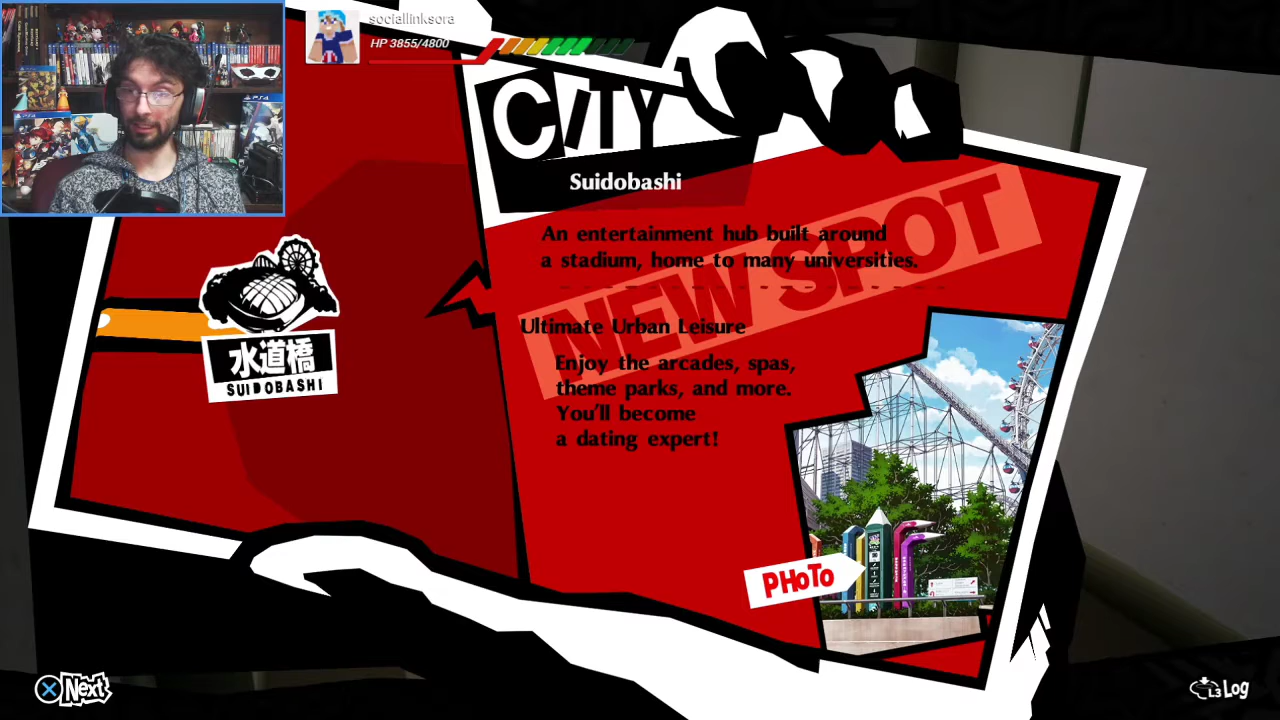 sociallinksora
HP 3855/4800
CITY
Suidobashi
An entertainment hub built around
a stadium, home to many universities.
NEW SPOT
Ultimate Urban Leisure
Enjoy the arcades, spas,
theme parks, and more.
You'll become
a dating expert!
水道橋
SUIDOBASHI
PHOTO
Next
L3 Log